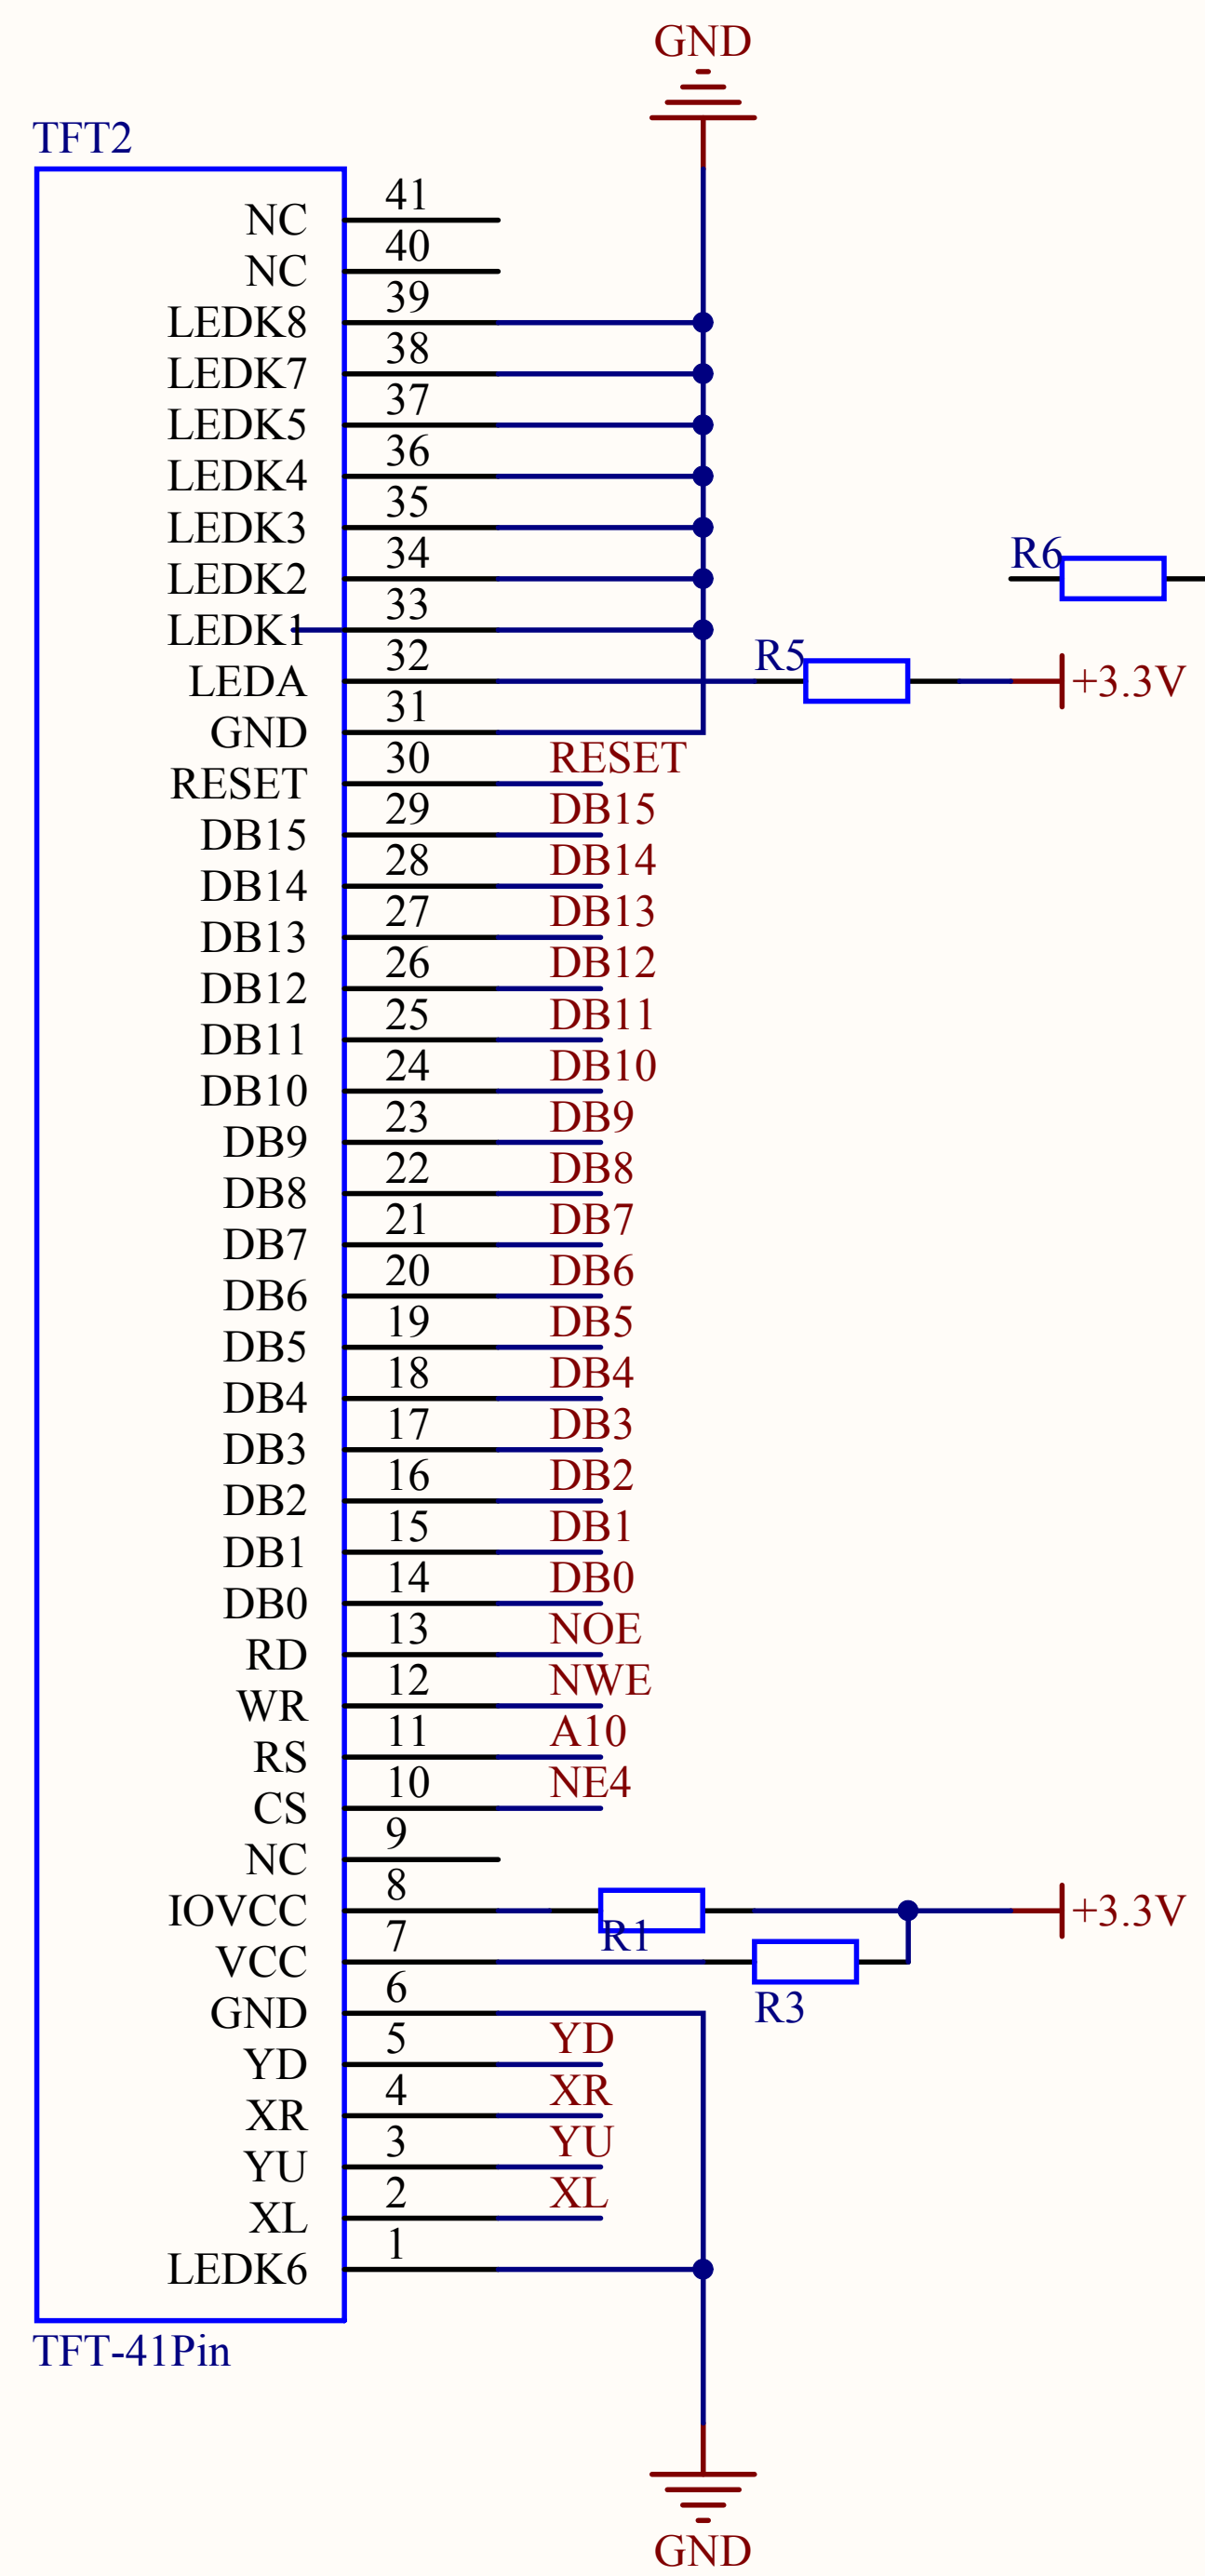 GND
TFT2
NC 41
NC 40
LEDK8 39
LEDK7 38
LEDK5 37
LEDK4 36
LEDK3 35
LEDK2 34
R6
LEDK1 33
LEDA 32 R5 +3.3V
GND 31
RESET 30 RESET
DB15 29 DB15
DB14 28 DB14
DB13 27 DB13
DB12 26 DB12
DB11 25 DB11
DB10 24 DB10
DB9 23 DB9
DB8 22 DB8
DB7 21 DB7
DB6 20 DB6
DB5 19 DB5
DB4 18 DB4
DB3 17 DB3
DB2 16 DB2
DB1 15 DB1
DB0 14 DB0
RD 13 NOE
WR 12 NWE
RS 11 A10
CS 10 NE4
NC 9
IOVCC 8 R1 +3.3V
VCC 7 R3
GND 6
YD 5 YD
XR 4 XR
YU 3 YU
XL 2 XL
LEDK6 1
TFT-41Pin
GND